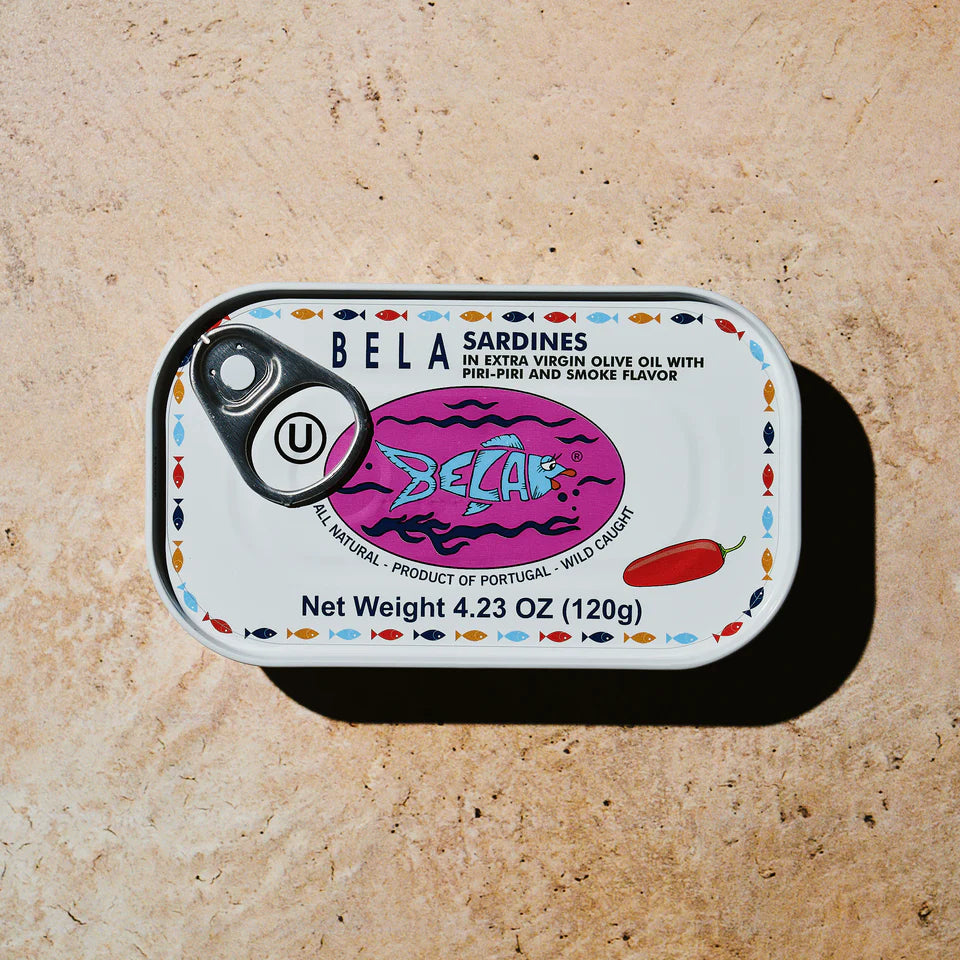 BELA
SARDINES
IN EXTRA VIRGIN OLIVE OIL WITH
PIRI-PIRI AND SMOKE FLAVOR
U
BELA ®
ALL NATURAL - PRODUCT OF PORTUGAL - WILD CAUGHT
Net Weight 4.23 OZ (120g)